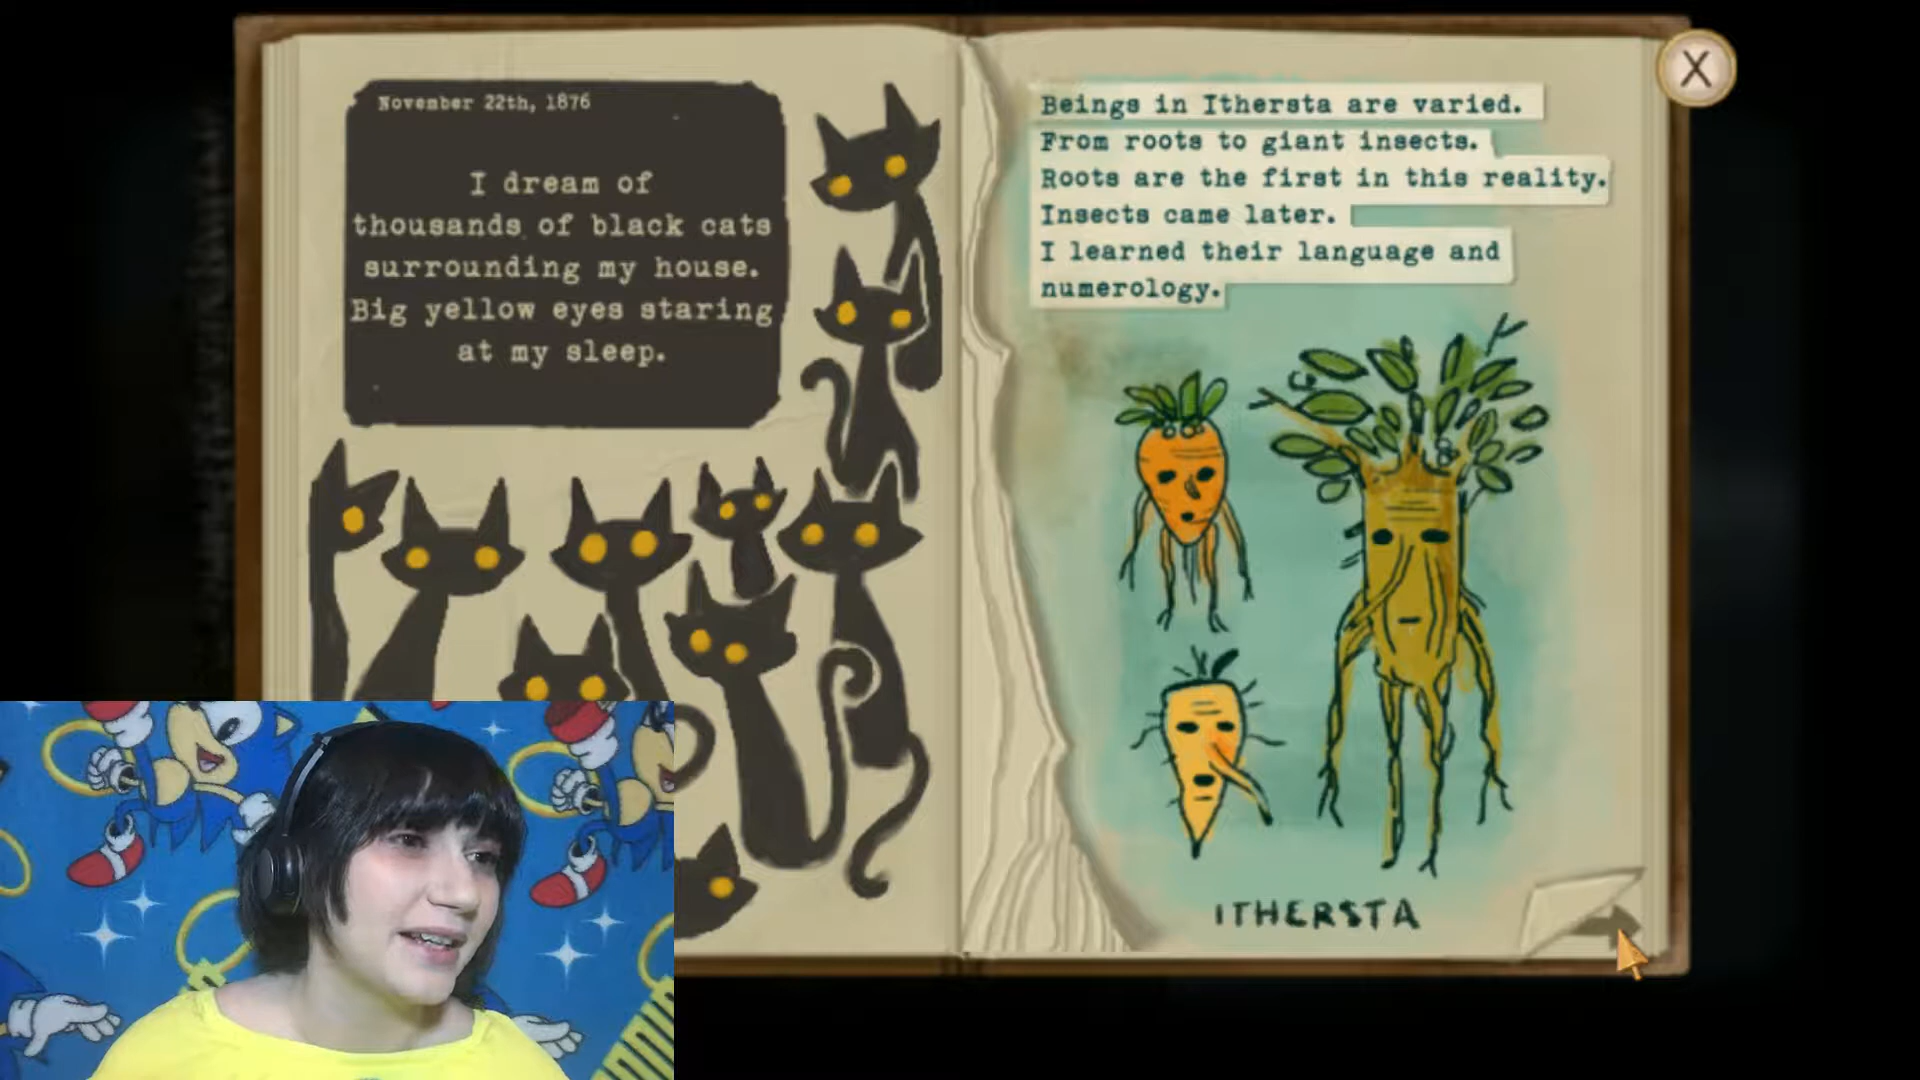 November 22th, 1876
I dream of
thousands of black cats
surrounding my house.
Big yellow eyes staring
at my sleep.
Beings in Ithersta are varied.
From roots to giant insects.
Roots are the first in this reality.
Insects came later.
I learned their language and
numerology.
ITHERSTA
X